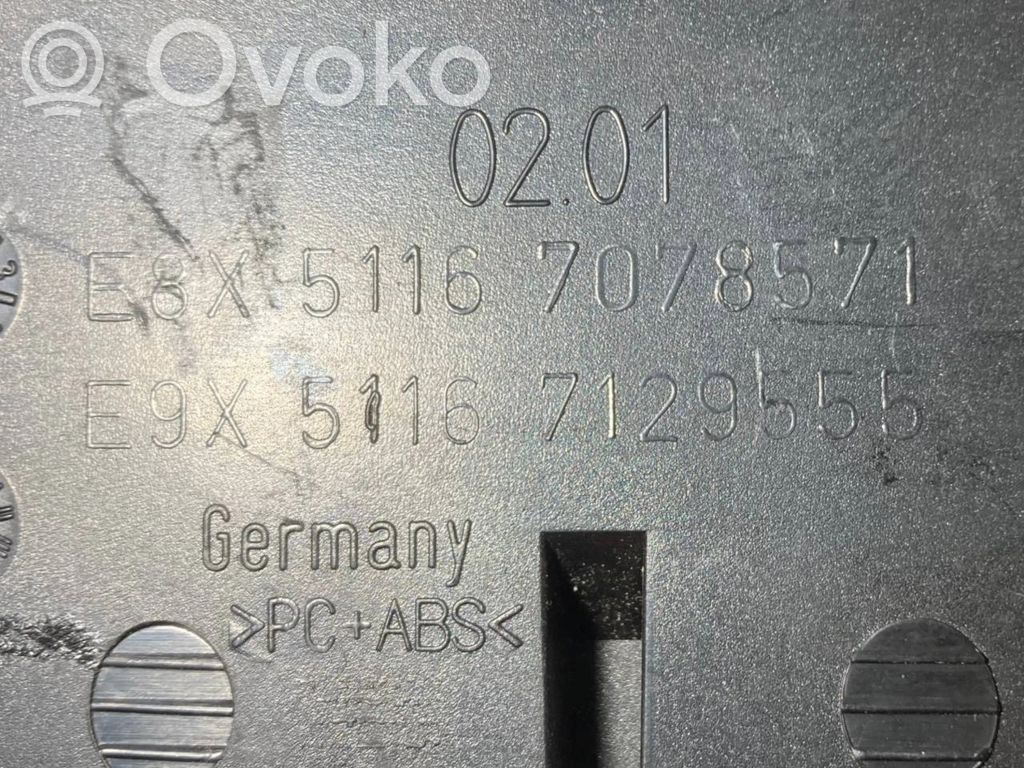 Ovoko
02.01
E8X 5116 7078571
E9X 5116 7129555
Germany
>PC+ABS<